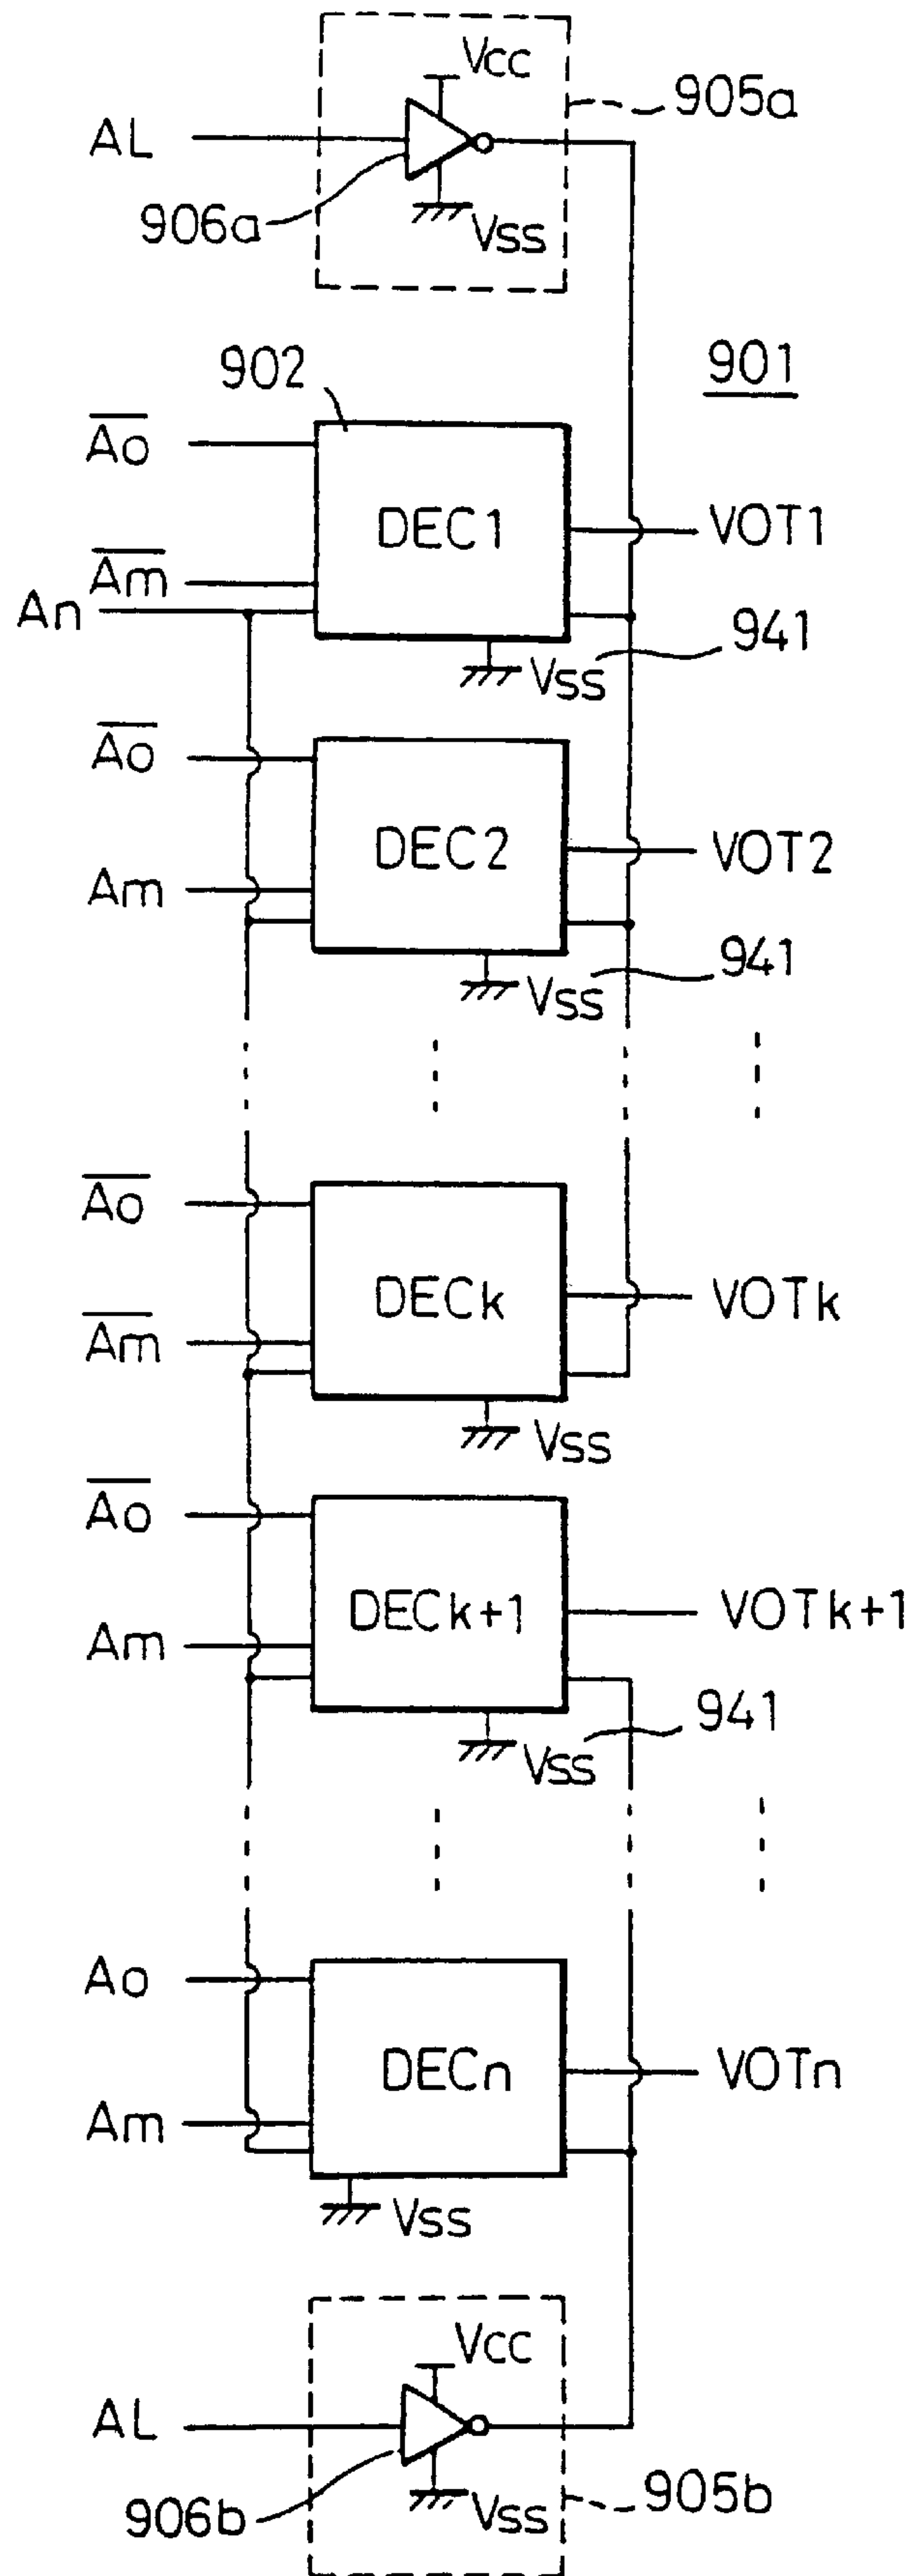 Vcc
905a
AL
906a
Vss
901
902
A̅o̅
DEC1
VOT1
A̅m̅
An
Vss
941
A̅o̅
DEC2
VOT2
Am
Vss
941
A̅o̅
DECk
VOTk
A̅m̅
Vss
A̅o̅
DECk+1
VOTk+1
Am
Vss
941
Ao
DECn
VOTn
Am
Vss
Vcc
AL
906b
Vss
905b